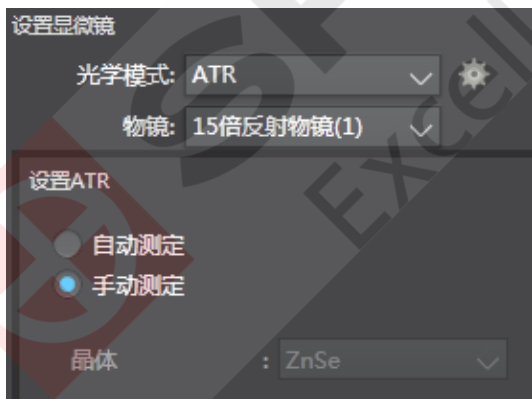 设置显微镜
光学模式: ATR
物镜: 15倍反射物镜(1)
设置ATR
自动测定
手动测定
晶体 : ZnSe